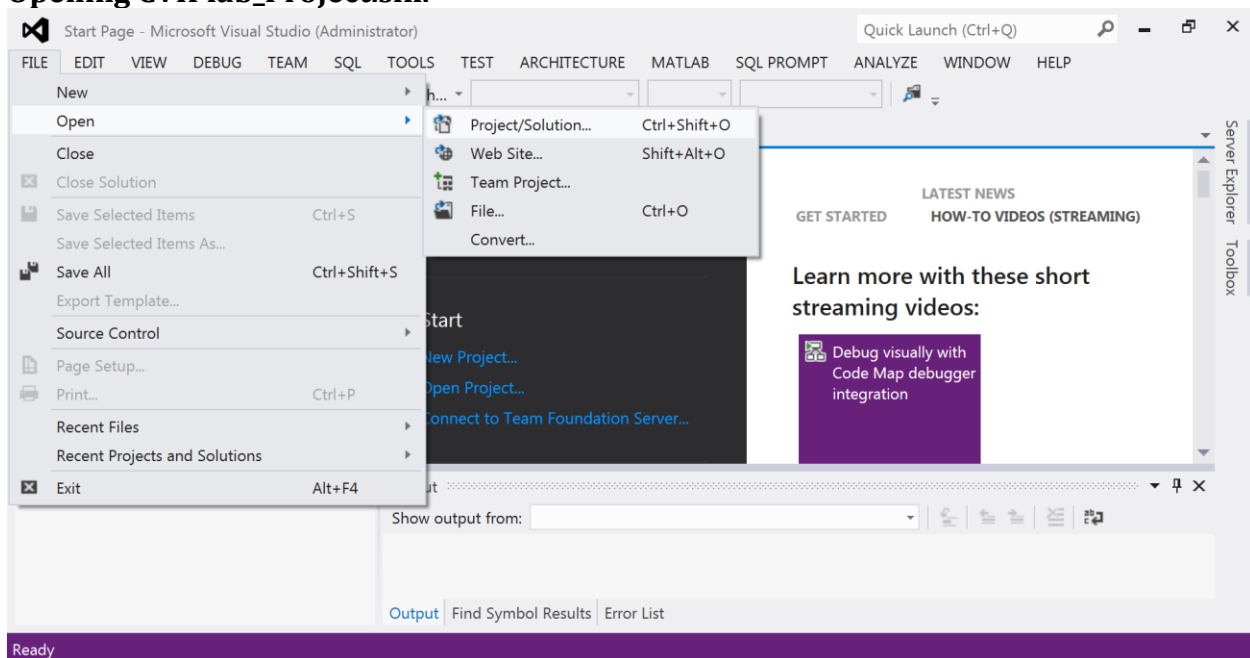 Start Page - Microsoft Visual Studio (Administrator)
Quick Launch (Ctrl+Q)
FILE EDIT VIEW DEBUG TEAM SQL TOOLS TEST ARCHITECTURE MATLAB SQL PROMPT ANALYZE WINDOW HELP
New
Open
Project/Solution... Ctrl+Shift+O
Web Site... Shift+Alt+O
Team Project...
File... Ctrl+O
Convert...
Close
Close Solution
Save Selected Items Ctrl+S
Save Selected Items As...
Save All Ctrl+Shift+S
Export Template...
Source Control
Page Setup...
Print... Ctrl+P
Recent Files
Recent Projects and Solutions
Exit Alt+F4
Start
New Project...
Open Project...
Connect to Team Foundation Server...
LATEST NEWS
GET STARTED HOW-TO VIDEOS (STREAMING)
Learn more with these short
streaming videos:
Debug visually with
Code Map debugger
integration
Server Explorer
Toolbox
Show output from:
Output Find Symbol Results Error List
Ready